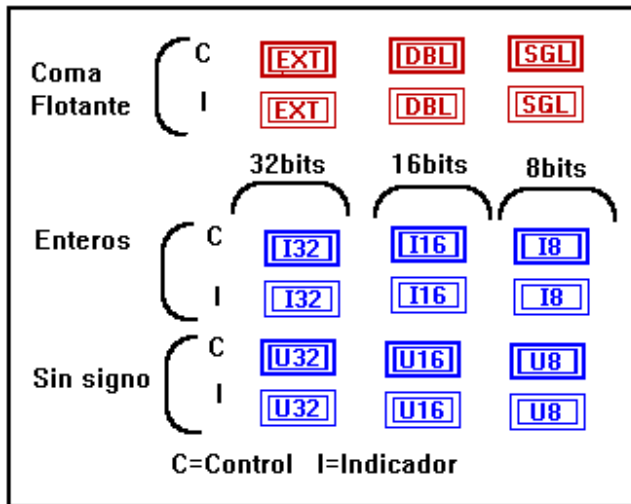 Coma Flotante
C EXT DBL SGL
I EXT DBL SGL
32bits 16bits 8bits
Enteros
C I32 I16 I8
I I32 I16 I8
Sin signo
C U32 U16 U8
I U32 U16 U8
C=Control I=Indicador